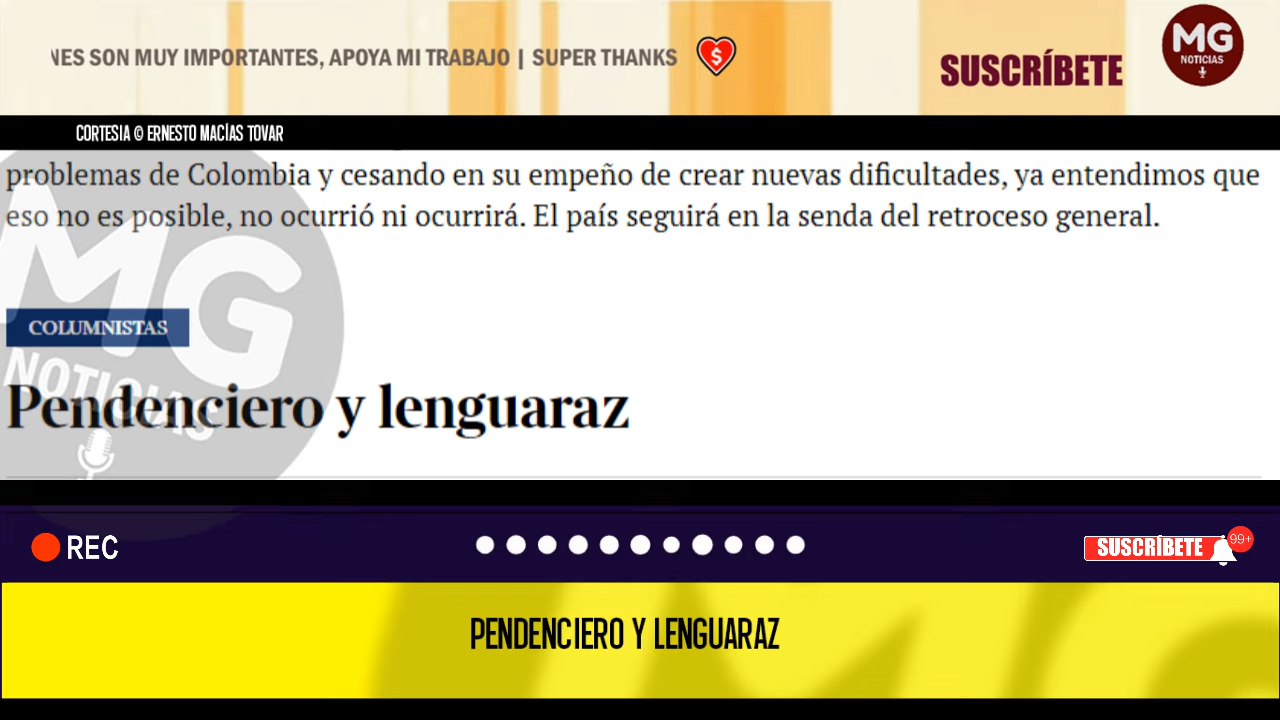 NES SON MUY IMPORTANTES, APOYA MI TRABAJO | SUPER THANKS
SUSCRÍBETE
MG
NOTICIAS
CORTESIA © ERNESTO MACÍAS TOVAR
problemas de Colombia y cesando en su empeño de crear nuevas dificultades, ya entendimos que
eso no es posible, no ocurrió ni ocurrirá. El país seguirá en la senda del retroceso general.
MG
NOTICIAS
COLUMNISTAS
Pendenciero y lenguaraz
REC
SUSCRÍBETE
99+
PENDENCIERO Y LENGUARAZ